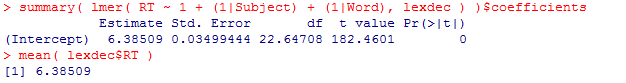 > summary( lmer( RT ~ 1 + (1|Subject) + (1|Word), lexdec ) )$coefficients
            Estimate Std. Error       df  t value Pr(>|t|)
(Intercept)  6.38509 0.03499444 22.64708 182.4601        0
> mean( lexdec$RT )
[1] 6.38509